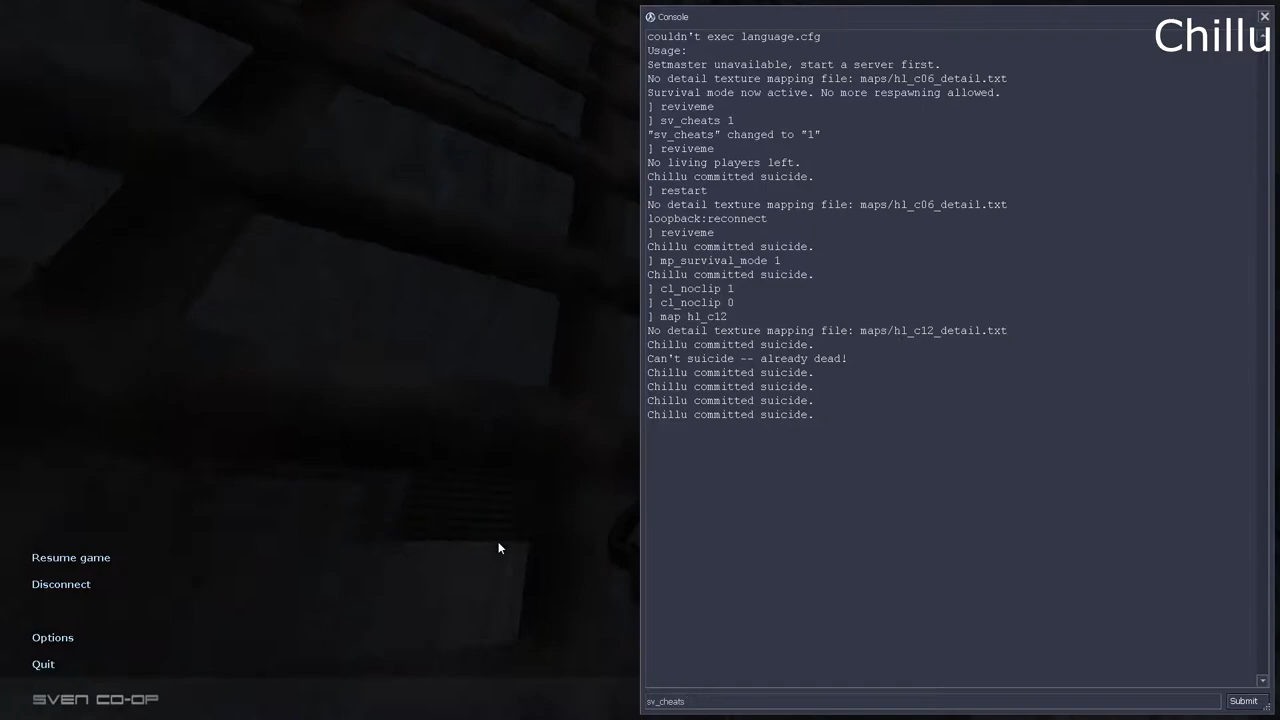 Console
Chillu
couldn't exec language.cfg
Usage:
Setmaster unavailable, start a server first.
No detail texture mapping file: maps/hl_c06_detail.txt
Survival mode now active. No more respawning allowed.
] reviveme
] sv_cheats 1
"sv_cheats" changed to "1"
] reviveme
No living players left.
Chillu committed suicide.
] restart
No detail texture mapping file: maps/hl_c06_detail.txt
loopback:reconnect
] reviveme
Chillu committed suicide.
] mp_survival_mode 1
Chillu committed suicide.
] cl_noclip 1
] cl_noclip 0
] map hl_c12
No detail texture mapping file: maps/hl_c12_detail.txt
Chillu committed suicide.
Can't suicide -- already dead!
Chillu committed suicide.
Chillu committed suicide.
Chillu committed suicide.
Chillu committed suicide.
Resume game
Disconnect
Options
Quit
SVEN CO-OP
sv_cheats
Submit